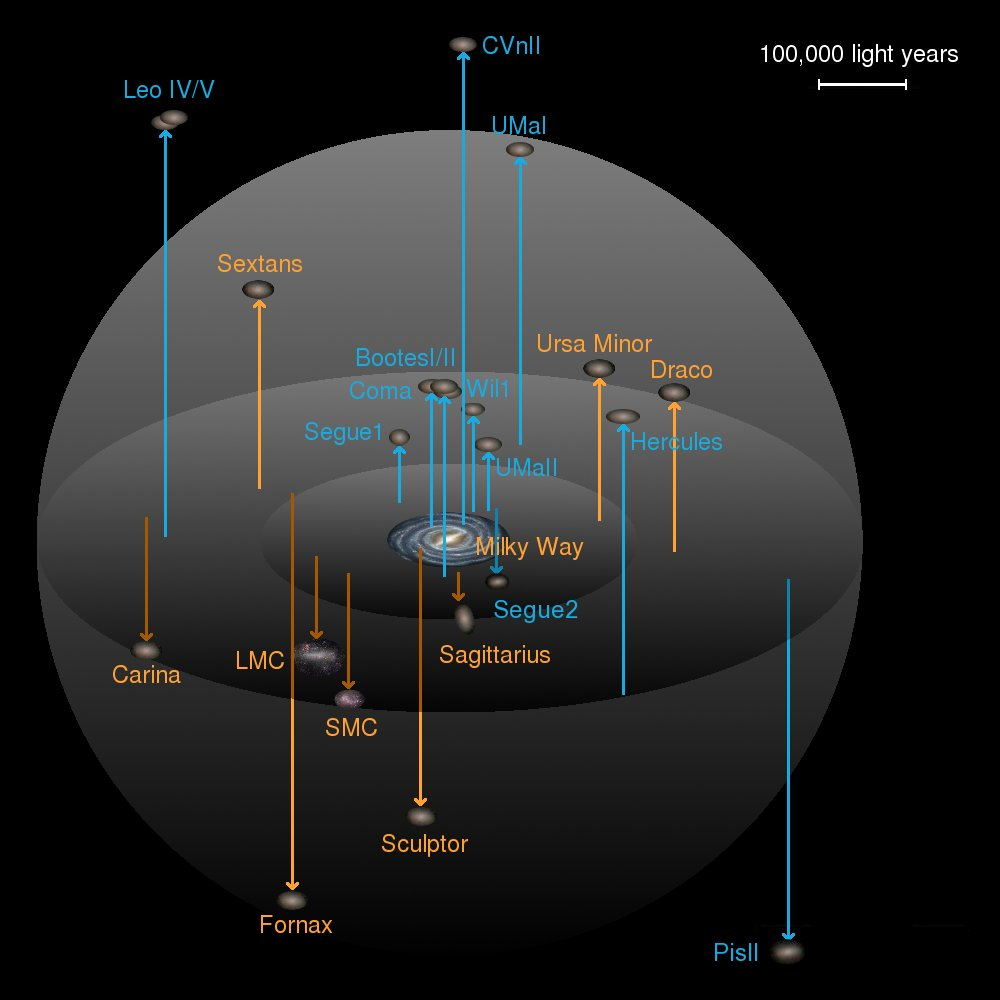 CVnII
100,000 light years
Leo IV/V
UMaI
Sextans
Ursa Minor
BootesI/II
Draco
Coma
Wil1
Segue1
Hercules
UMaII
Milky Way
Segue2
Sagittarius
LMC
Carina
SMC
Sculptor
Fornax
PisII